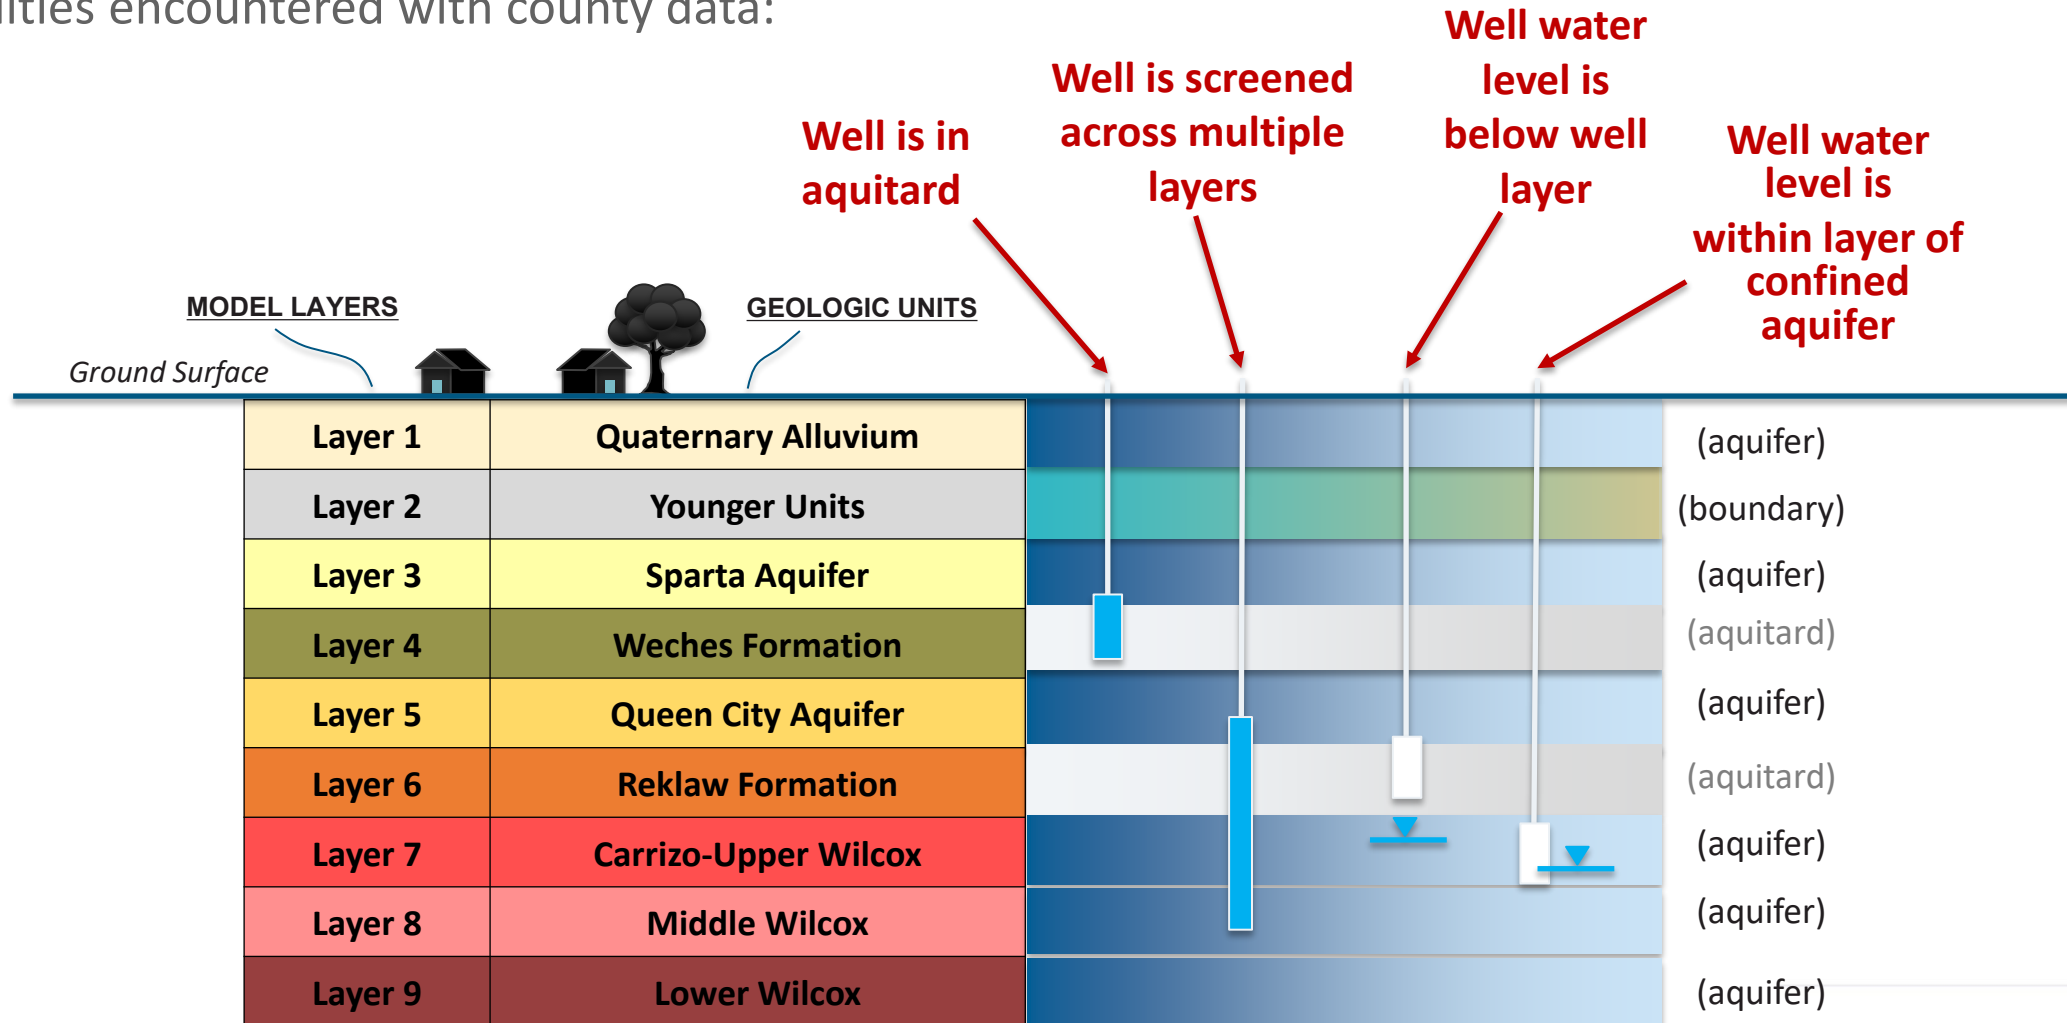 encountered with county data:
Well is in
aquitard
Well is screened
across multiple
layers
Well water
level is
below well
layer
Well water
level is
within layer of
confined
aquifer
MODEL LAYERS
GEOLOGIC UNITS
Ground Surface
Layer 1 Quaternary Alluvium (aquifer)
Layer 2 Younger Units (boundary)
Layer 3 Sparta Aquifer (aquifer)
Layer 4 Weches Formation (aquitard)
Layer 5 Queen City Aquifer (aquifer)
Layer 6 Reklaw Formation (aquitard)
Layer 7 Carrizo-Upper Wilcox (aquifer)
Layer 8 Middle Wilcox (aquifer)
Layer 9 Lower Wilcox (aquifer)